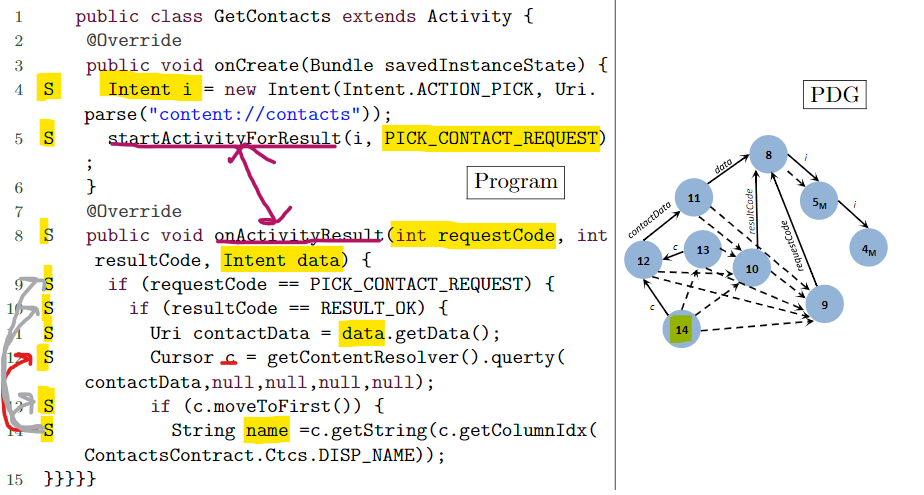 1 public class GetContacts extends Activity {
2 @Override
3 public void onCreate(Bundle savedInstanceState) {
4 S Intent i = new Intent(Intent.ACTION_PICK, Uri.
parse("content://contacts"));
5 S startActivityForResult(i, PICK_CONTACT_REQUEST)
;
6 }
Program
7 @Override
8 S public void onActivityResult(int requestCode, int
resultCode, Intent data) {
9 S if (requestCode == PICK_CONTACT_REQUEST) {
10 S if (resultCode == RESULT_OK) {
11 S Uri contactData = data.getData();
12 S Cursor c = getContentResolver().querty(
contactData,null,null,null,null);
13 S if (c.moveToFirst()) {
14 S String name =c.getString(c.getColumnIdx(
ContactsContract.Ctcs.DISP_NAME));
15 }}}}}
PDG
8
data
i
11
5M
contactData
resultCode
i
requestCode
4M
12
c
13
10
9
c
14